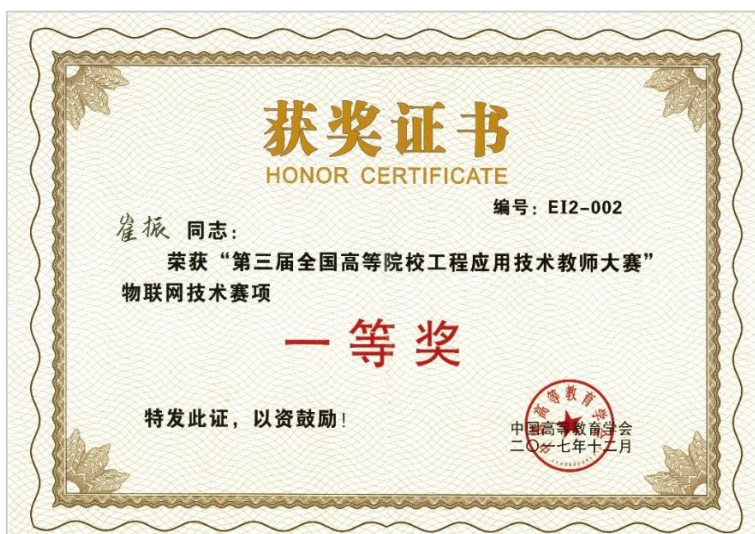 获奖证书
HONOR CERTIFICATE
编号：EI2-002
崔振 同志：
荣获“第三届全国高等院校工程应用技术教师大赛”
物联网技术赛项
一等奖
特发此证，以资鼓励！
中国高等教育学会
二〇一七年十二月